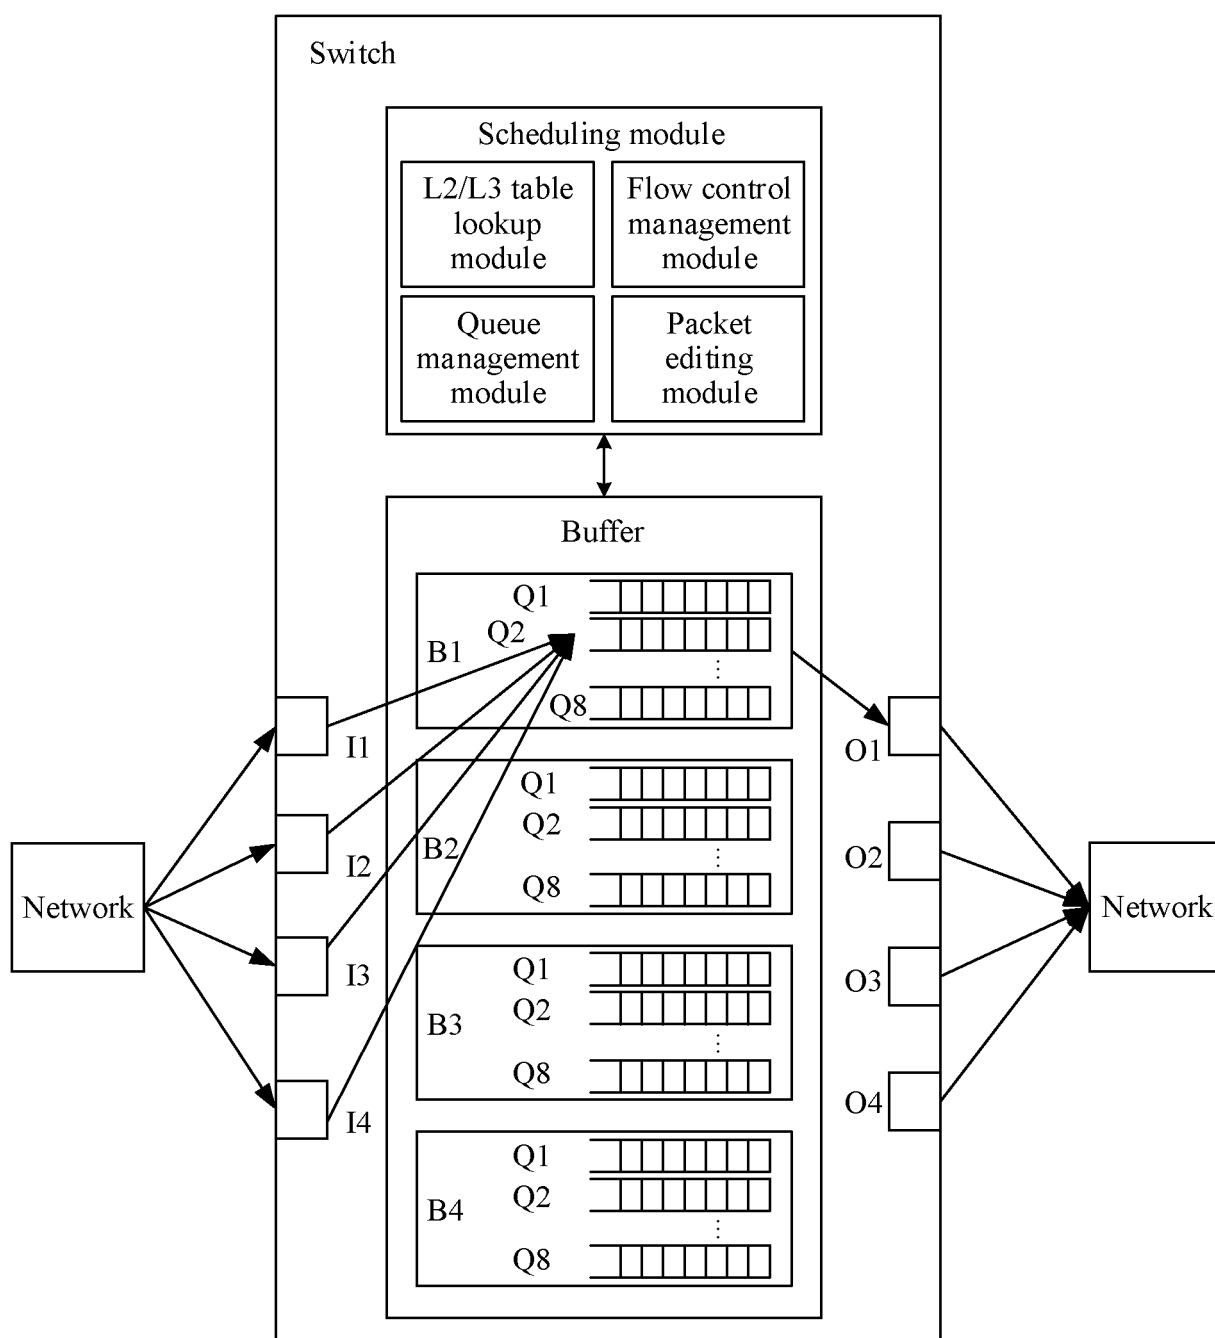 Switch
Scheduling module
L2/L3 table
lookup
module
Flow control
management
module
Queue
management
module
Packet
editing
module
Buffer
B1
Q1
Q2
⋮
Q8
B2
Q1
Q2
⋮
Q8
B3
Q1
Q2
⋮
Q8
B4
Q1
Q2
⋮
Q8
Network
I1
I2
I3
I4
O1
O2
O3
O4
Network